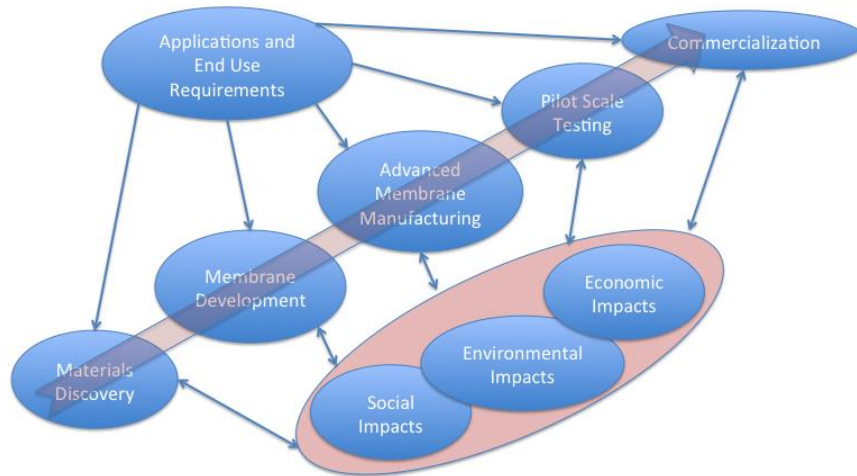 Applications and
End Use
Requirements
Commercialization
Pilot Scale
Testing
Advanced
Membrane
Manufacturing
Membrane
Development
Economic
Impacts
Environmental
Impacts
Materials
Discovery
Social
Impacts